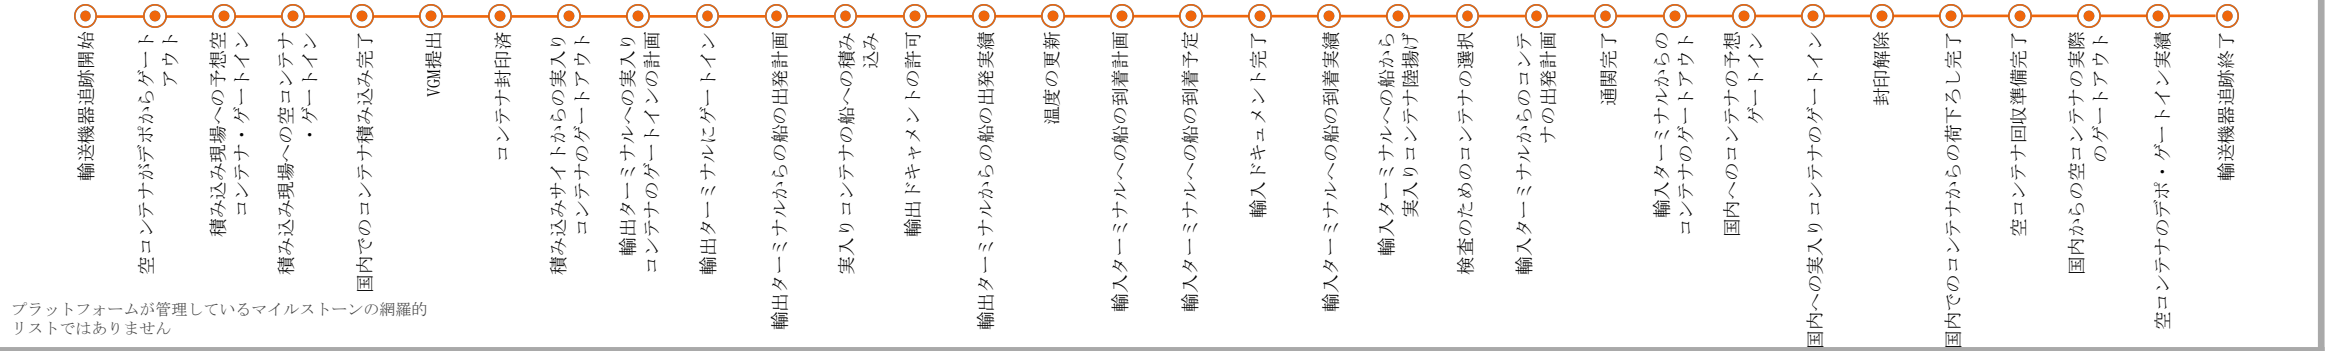 輸送機器追跡開始
空コンテナがデポからゲート
アウト
積み込み現場への予想空
コンテナ・ゲートイン
積み込み現場への空コンテナ
・ゲートイン
国内でのコンテナ積み込み完了
VGM提出
コンテナ封印済
積み込みサイトからの実入り
コンテナのゲートアウト
輸出ターミナルへの実入り
コンテナのゲートインの計画
輸出ターミナルにゲートイン
輸出ターミナルからの船の出発計画
実入りコンテナの船への積み
込み
輸出ドキャメントの許可
輸出ターミナルからの船の出発実績
温度の更新
輸入ターミナルへの船の到着計画
輸入ターミナルへの船の到着予定
輸入ドキュメント完了
輸入ターミナルへの船の到着実績
輸入ターミナルへの船から
実入りコンテナ陸揚げ
検査のためのコンテナの選択
輸入ターミナルからのコンテ
ナの出発計画
通関完了
輸入ターミナルからの
コンテナのゲートアウト
国内へのコンテナの予想
ゲートイン
国内への実入りコンテナのゲートイン
封印解除
国内でのコンテナからの荷下ろし完了
空コンテナ回収準備完了
国内からの空コンテナの実際
のゲートアウト
空コンテナのデポ・ゲートイン実績
輸送機器追跡終了
プラットフォームが管理しているマイルストーンの網羅的
リストではありません